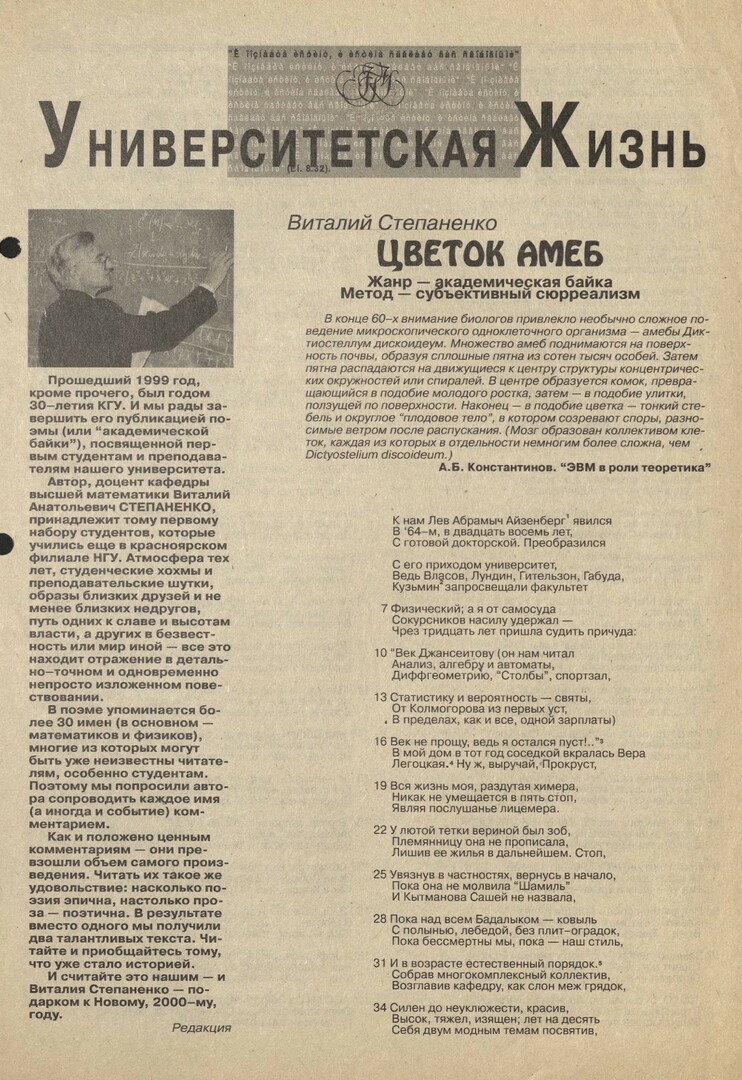 Университетская Жизнь
(Ei. 8.32).
Виталий Степаненко
ЦВЕТОК АМЕБ
Жанр — академическая байка
Метод — субъективный сюрреализм
В конце 60-х внимание биологов привлекло необычно сложное по-
ведение микроскопического одноклеточного организма — амебы Дик-
тиостеллум дискоидеум. Множество амеб поднимаются на поверх-
ность почвы, образуя сплошные пятна из сотен тысяч особей. Затем
пятна распадаются на движущиеся к центру структуры концентричес-
ких окружностей или спиралей. В центре образуется комок, превра-
щающийся в подобие молодого ростка, затем — в подобие улитки,
ползущей по поверхности. Наконец — в подобие цветка — тонкий сте-
бель и округлое "плодовое тело", в котором созревают споры, разно-
симые ветром после распускания. (Мозг образован коллективом кле-
ток, каждая из которых в отдельности немногим более сложна, чем
Dictyostelium discoideum.)
А.Б. Константинов. "ЭВМ в роли теоретика"
Прошедший 1999 год,
кроме прочего, был годом
30-летия КГУ. И мы рады за-
вершить его публикацией по-
эмы (или "академической
байки"), посвященной пер-
вым студентам и преподава-
телям нашего университета.
Автор, доцент кафедры
высшей математики Виталий
Анатольевич СТЕПАНЕНКО,
принадлежит тому первому
набору студентов, которые
учились еще в красноярском
филиале НГУ. Атмосфера тех
лет, студенческие хохмы и
преподавательские шутки,
образы близких друзей и не
менее близких недругов,
путь одних к славе и высотам
власти, а других в безвест-
ность или мир иной — все это
находит отражение в деталь-
но-точном и одновременно
непросто изложенном пове-
ствовании.
В поэме упоминается бо-
лее 30 имен (в основном —
математиков и физиков),
многие из которых могут
быть уже неизвестны читате-
лям, особенно студентам.
Поэтому мы попросили авто-
ра сопроводить каждое имя
(а иногда и событие) ком-
ментарием.
Как и положено ценным
комментариям — они пре-
взошли объем самого произ-
ведения. Читать их такое же
удовольствие: насколько по-
эзия эпична, настолько про-
за — поэтична. В результате
вместо одного мы получили
два талантливых текста. Чи-
тайте и приобщайтесь тому,
что уже стало историей.
И считайте это нашим — и
Виталия Степаненко — по-
дарком к Новому, 2000-му,
году.
Редакция
К нам Лев Абрамыч Айзенберг¹ явился
В '64-м, в двадцать восемь лет,
С готовой докторской. Преобразился
С его приходом университет,
Ведь Власов, Лундин, Гительзон, Габуда,
Кузьмин² запросвещали факультет
7 Физический; а я от самосуда
Сокурсников насилу удержал —
Чрез тридцать лет пришла судить причуда:
10 "Век Джансеитову (он нам читал
Анализ, алгебру и автоматы,
Диффгеометрию, "Столбы", спортзал,
13 Статистику и вероятность — святы,
От Колмогорова из первых уст,
В пределах, как и все, одной зарплаты)
16 Век не прощу, ведь я остался пуст!.."³
В мой дом в тот год соседкой вкралась Вера
Легоцкая.⁴ Ну ж, выручай, Прокруст,
19 Вся жизнь моя, раздутая химера,
Никак не умещается в пять стоп,
Являя послушанье лицемера.
22 У лютой тетки вериной был зоб,
Племянницу она не прописала,
Лишив ее жилья в дальнейшем. Стоп,
25 Увязнув в частностях, вернусь в начало,
Пока она не молвила "Шамиль"
И Кытманова Сашей не назвала,
28 Пока над всем Бадалыком — ковыль
С полынью, лебедой, без плит-оградок,
Пока бессмертны мы, пока — наш стиль,
31 И в возрасте естественный порядок.⁵
Собрав многокомплексный коллектив,
Возглавив кафедру, как слон меж грядок,
34 Силен до неуклюжести, красив,
Высок, тяжел, изящен; лет на десять
Себя двум модным темам посвятив,